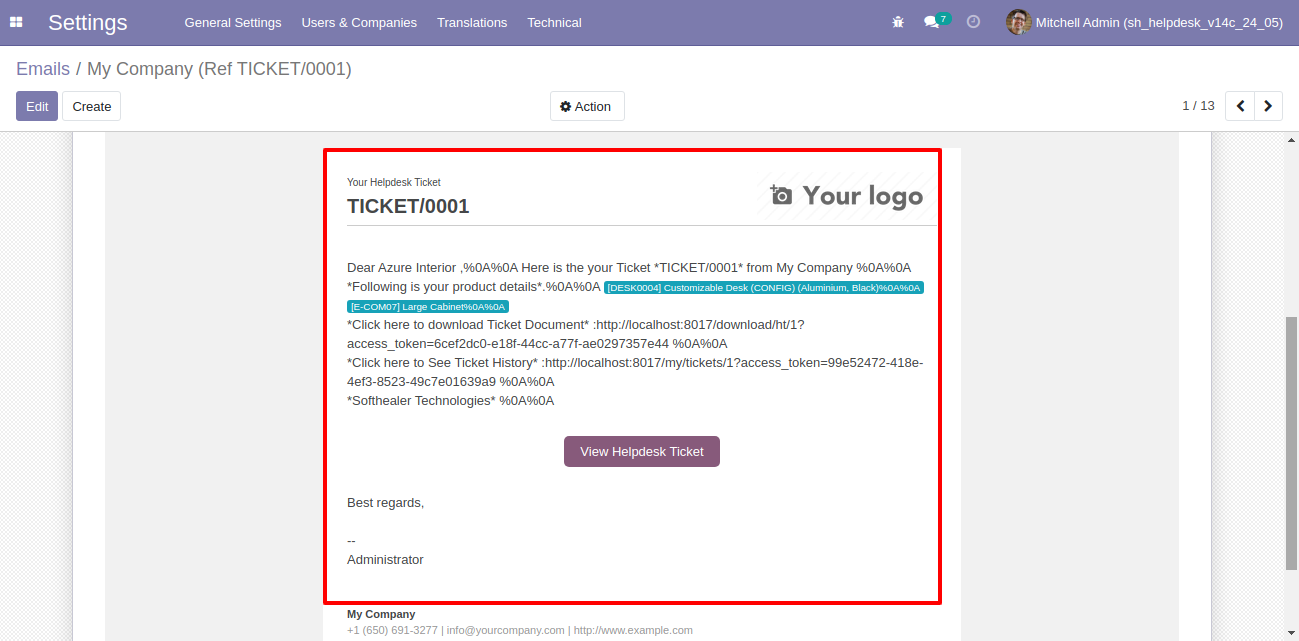 Settings General Settings Users & Companies Translations Technical 7 Mitchell Admin (sh_helpdesk_v14c_24_05)
Emails / My Company (Ref TICKET/0001)
Edit Create Action 1 / 13
Your Helpdesk Ticket
TICKET/0001
Your logo
Dear Azure Interior ,%0A%0A Here is the your Ticket *TICKET/0001* from My Company %0A%0A
*Following is your product details*.%0A%0A [DESK0004] Customizable Desk (CONFIG) (Aluminium, Black)%0A%0A
[E-COM07] Large Cabinet%0A%0A
*Click here to download Ticket Document* :http://localhost:8017/download/ht/1?
access_token=6cef2dc0-e18f-44cc-a77f-ae0297357e44 %0A%0A
*Click here to See Ticket History* :http://localhost:8017/my/tickets/1?access_token=99e52472-418e-
4ef3-8523-49c7e01639a9 %0A%0A
*Softhealer Technologies* %0A%0A
View Helpdesk Ticket
Best regards,
--
Administrator
My Company
+1 (650) 691-3277 | info@yourcompany.com | http://www.example.com